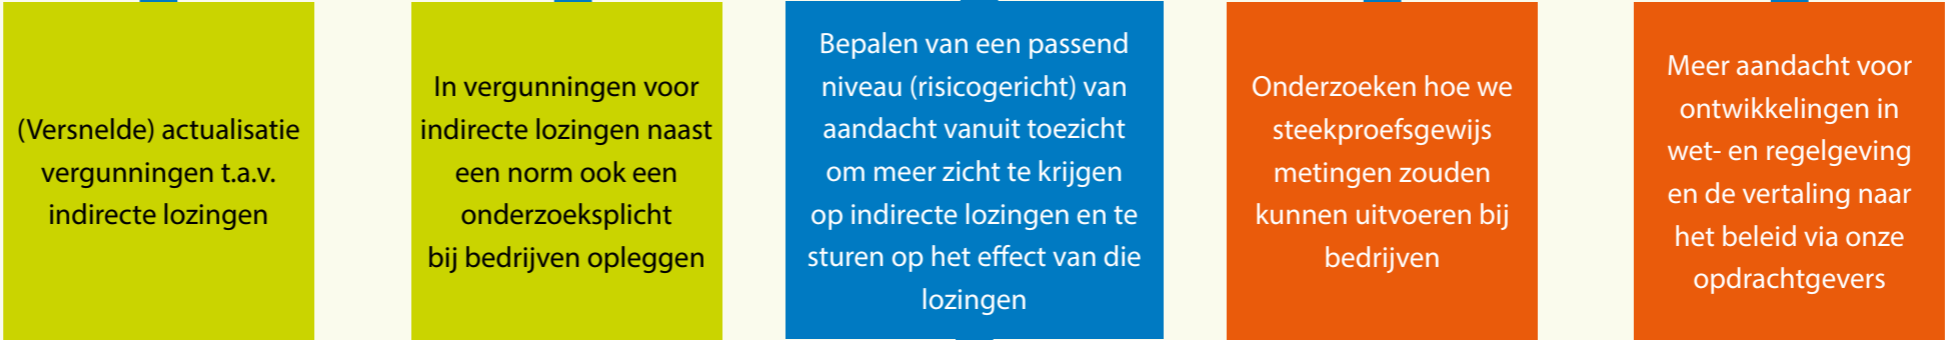 (Versnelde) actualisatie
vergunningen t.a.v.
indirecte lozingen
In vergunningen voor
indirecte lozingen naast
een norm ook een
onderzoeksplicht
bij bedrijven opleggen
Bepalen van een passend
niveau (risicogericht) van
aandacht vanuit toezicht
om meer zicht te krijgen
op indirecte lozingen en te
sturen op het effect van die
lozingen
Onderzoeken hoe we
steekproefsgewijs
metingen zouden
kunnen uitvoeren bij
bedrijven
Meer aandacht voor
ontwikkelingen in
wet- en regelgeving
en de vertaling naar
het beleid via onze
opdrachtgevers